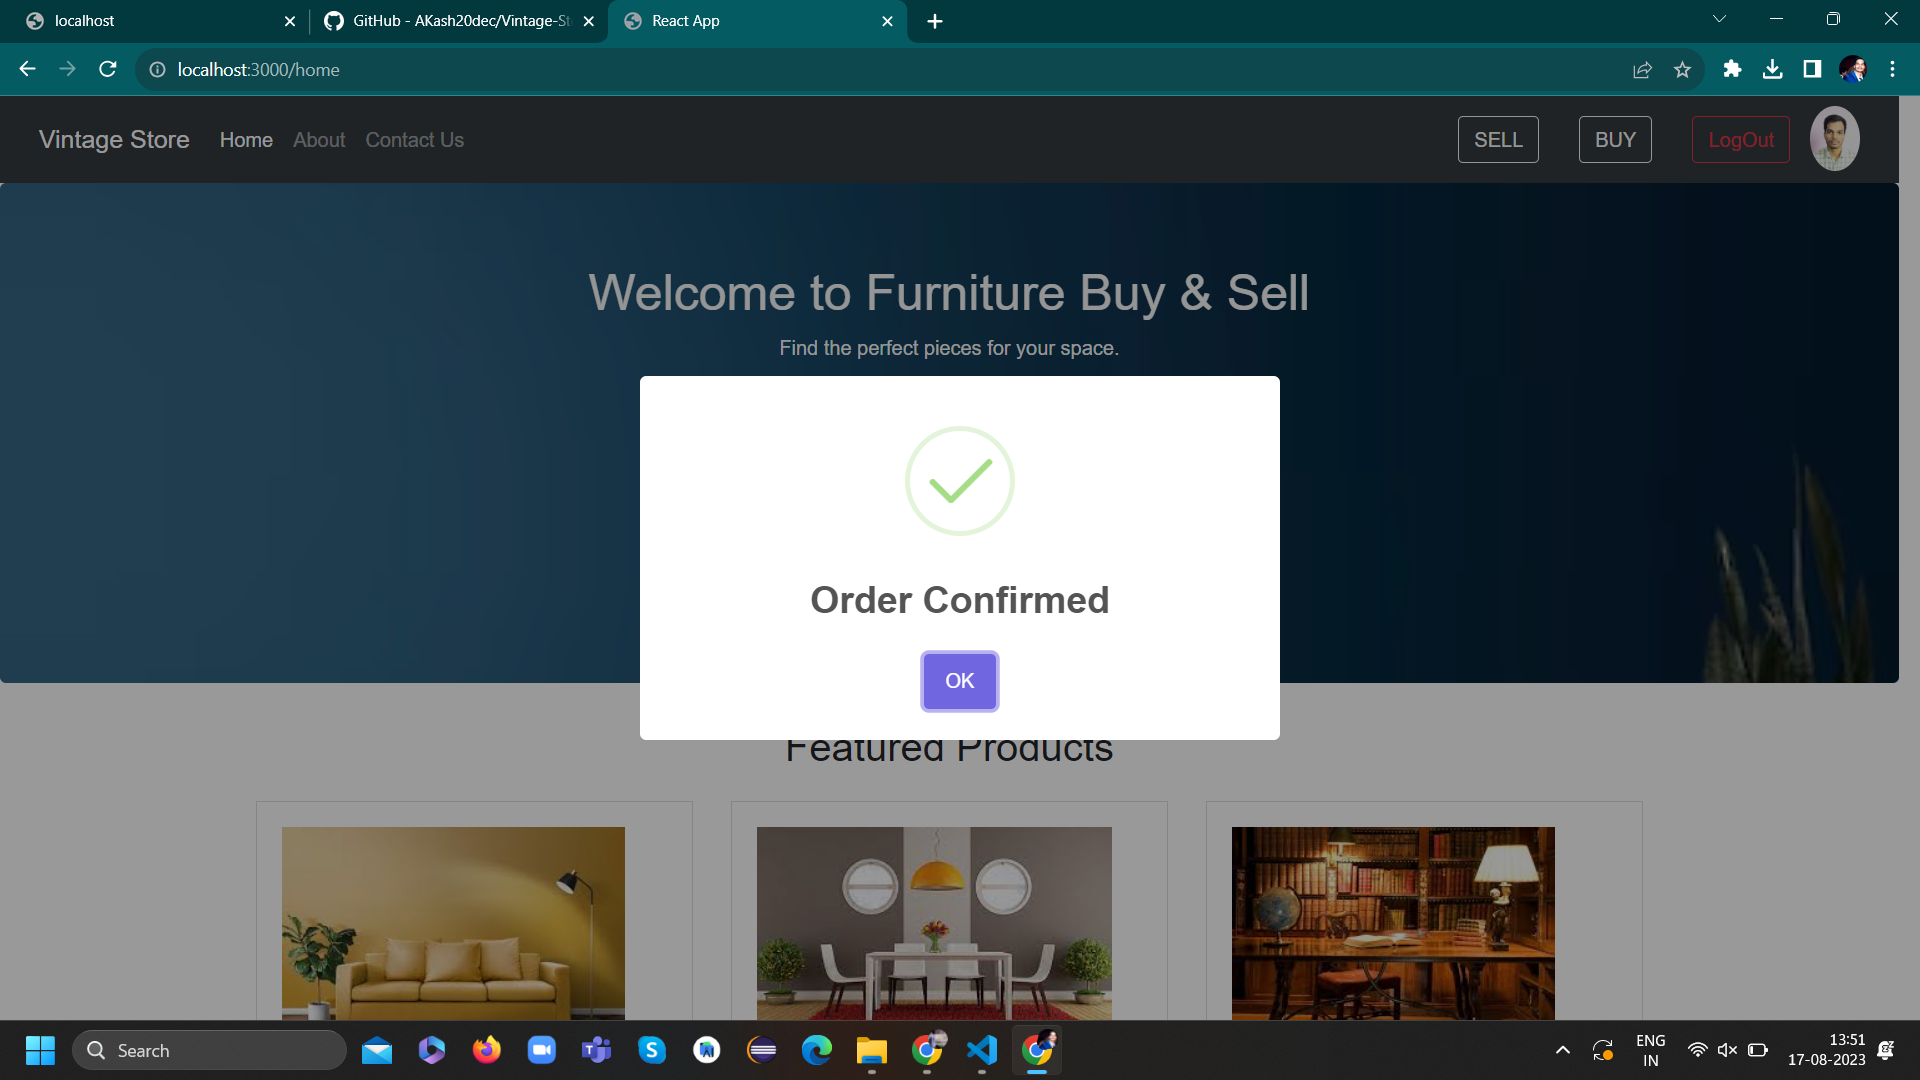 localhost
GitHub - AKash20dec/Vintage-St
React App
localhost:3000/home
Vintage Store Home About Contact Us
SELL BUY LogOut
Welcome to Furniture Buy & Sell
Find the perfect pieces for your space.
Order Confirmed
OK
Featured Products
Search
ENG
IN
13:51
17-08-2023